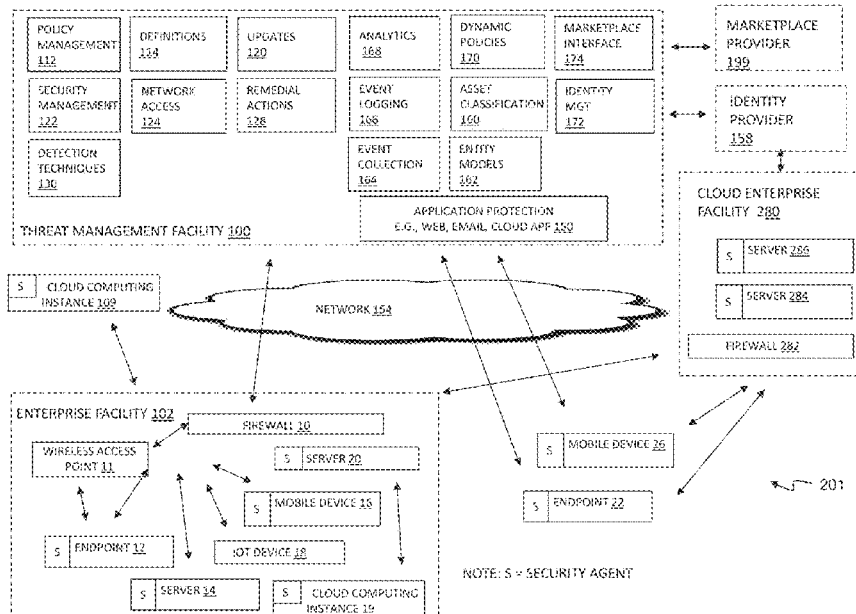 POLICY
MANAGEMENT
112
DEFINITIONS
114
UPDATES
120
ANALYTICS
168
DYNAMIC
POLICIES
170
MARKETPLACE
INTERFACE
174
MARKETPLACE
PROVIDER
199
SECURITY
MANAGEMENT
122
NETWORK
ACCESS
124
REMEDIAL
ACTIONS
128
EVENT
LOGGING
166
ASSET
CLASSIFICATION
160
IDENTITY
MGT
172
IDENTITY
PROVIDER
158
DETECTION
TECHNIQUES
130
EVENT
COLLECTION
164
ENTITY
MODELS
162
APPLICATION PROTECTION
E.G., WEB, EMAIL, CLOUD APP 150
THREAT MANAGEMENT FACILITY 100
CLOUD ENTERPRISE
FACILITY 280
S SERVER 286
S SERVER 284
FIREWALL 282
S CLOUD COMPUTING
INSTANCE 109
NETWORK 154
ENTERPRISE FACILITY 102
FIREWALL 10
WIRELESS ACCESS
POINT 11
S SERVER 20
S MOBILE DEVICE 16
S ENDPOINT 12
IOT DEVICE 18
S SERVER 14
S CLOUD COMPUTING
INSTANCE 19
S MOBILE DEVICE 26
S ENDPOINT 22
201
NOTE: S = SECURITY AGENT